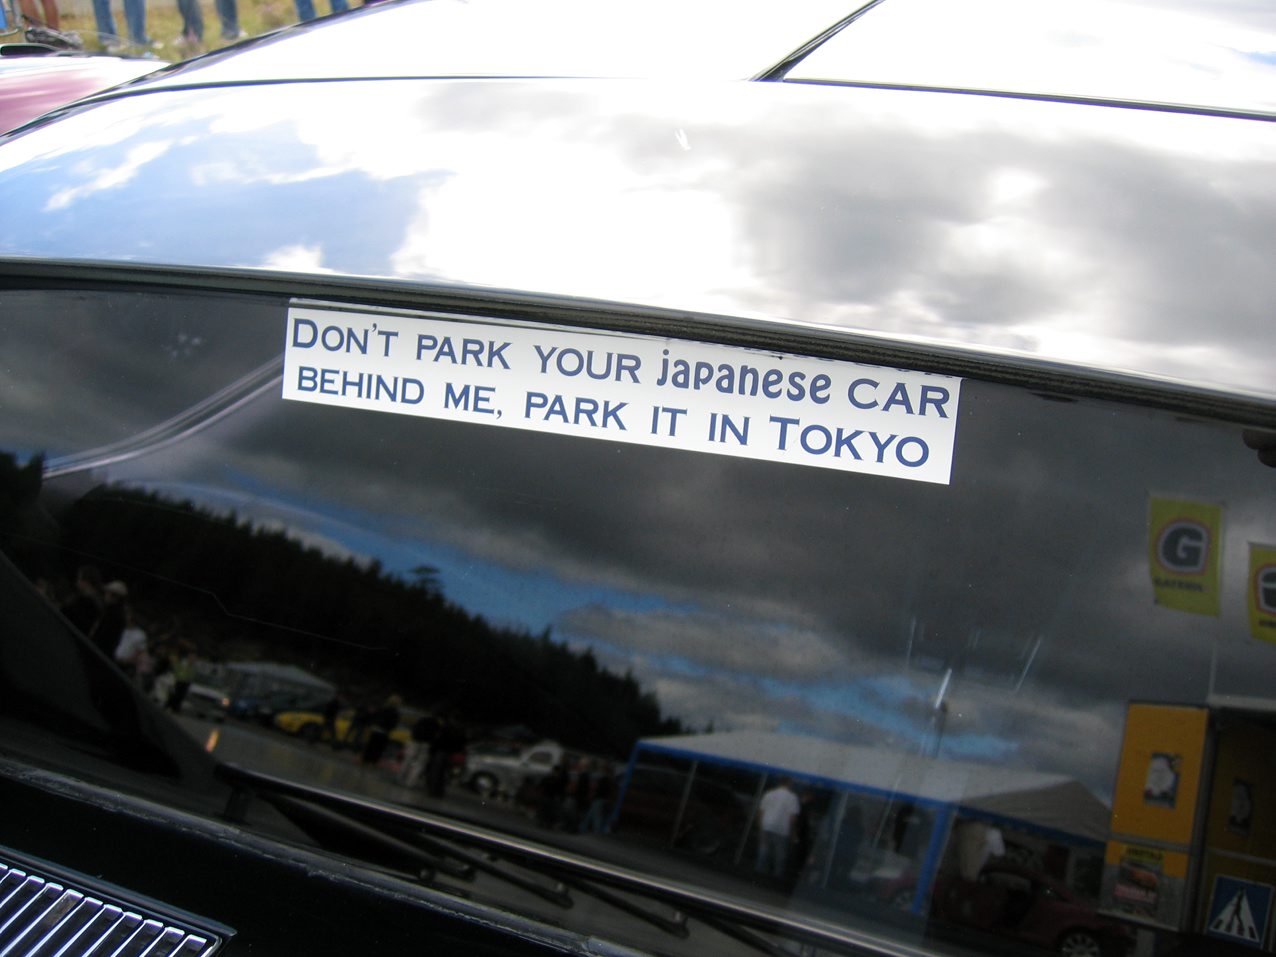 DON'T PARK YOUR japanese CAR
BEHIND ME, PARK IT IN TOKYO
G